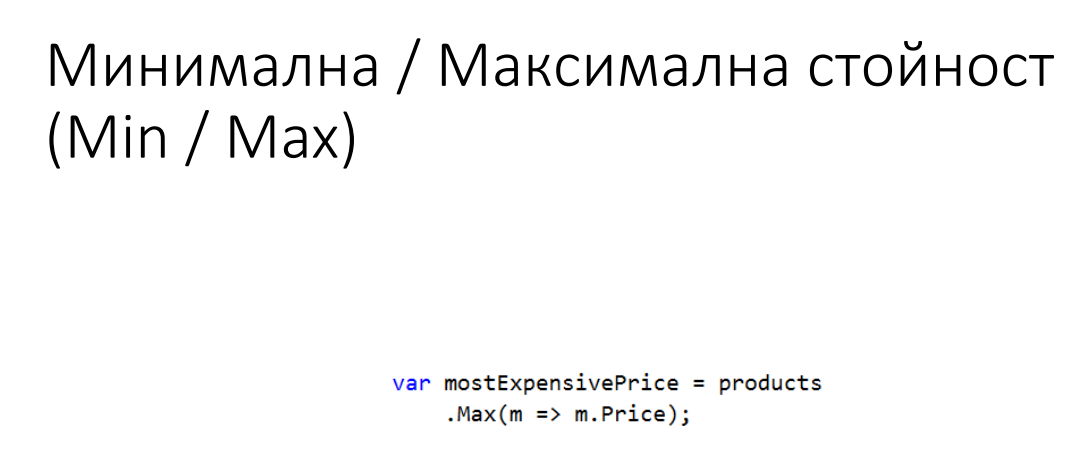 Минимална / Максимална стойност
(Min / Max)
var mostExpensivePrice = products
.Max(m => m.Price);